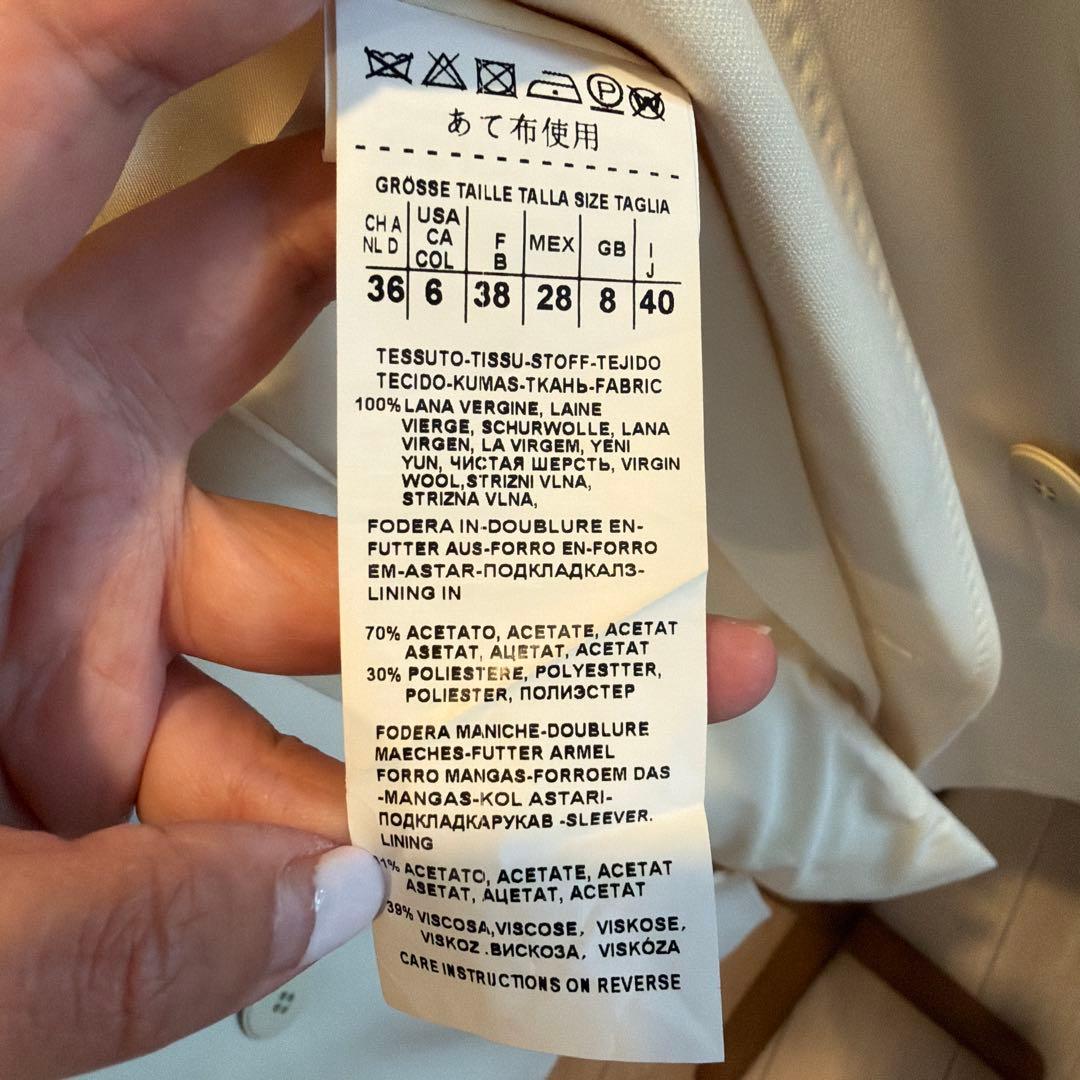 P
W
あて布使用
GRÖSSE TAILLE TALLA SIZE TAGLIA
CH A NL D USA CA COL F B MEX GB I J
36 6 38 28 8 40
TESSUTO-TISSU-STOFF-TEJIDO
TECIDO-KUMAS-ТКАНЬ-FABRIC
100% LANA VERGINE, LAINE
VIERGE, SCHURWOLLE, LANA
VIRGEN, LA VIRGEM, YENI
YUN, ЧИСТАЯ ШЕРСТЬ, VIRGIN
WOOL,STRIZNI VLNA,
STRIZNA VLNA,
FODERA IN-DOUBLURE EN-
FUTTER AUS-FORRO EN-FORRO
EM-ASTAR-ПОДКЛАДКАЛЗ-
LINING IN
70% ACETATO, ACETATE, ACETAT
ASETAT, АЦЕТАТ, ACETAT
30% POLIESTERE, POLYESTTER,
POLIESTER, ПОЛИЭСТЕР
FODERA MANICHE-DOUBLURE
MAECHES-FUTTER ARMEL
FORRO MANGAS-FORROEM DAS
-MANGAS-KOL ASTARI-
ПОДКЛАДКАРУКАВ -SLEEVER.
LINING
1% ACETATO, ACETATE, ACETAT
ASETAT, АЦЕТАТ, ACETAT
39% VISCOSA,VISCOSE, VISKOSE,
VISKOZ .ВИСКОЗА, VISKÓZA
CARE INSTRUCTIONS ON REVERSE